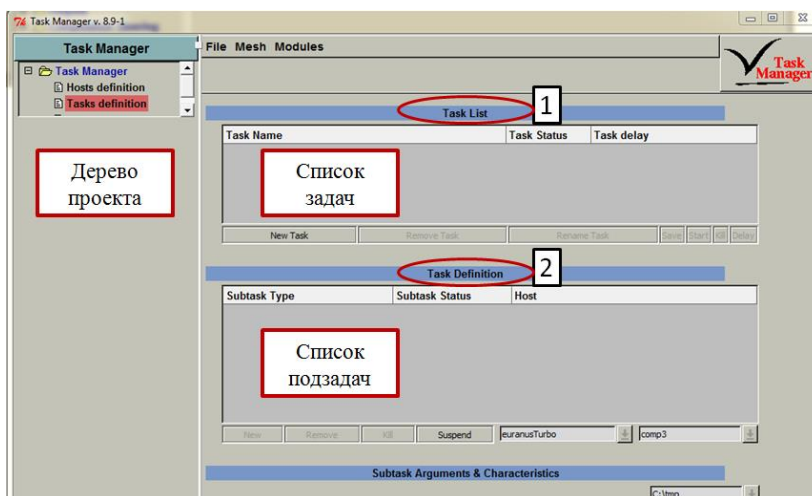 Task Manager v. 8.9-1
Task Manager
File Mesh Modules
Task Manager
Task Manager
Hosts definition
Tasks definition
Дерево
проекта
Task List
1
Task Name Task Status Task delay
Список
задач
New Task Remove Task Rename Task Save Start Kill Delay
Task Definition
2
Subtask Type Subtask Status Host
Список
подзадач
New Remove Kill Suspend euranusTurbo comp3
Subtask Arguments & Characteristics
C:\tmp